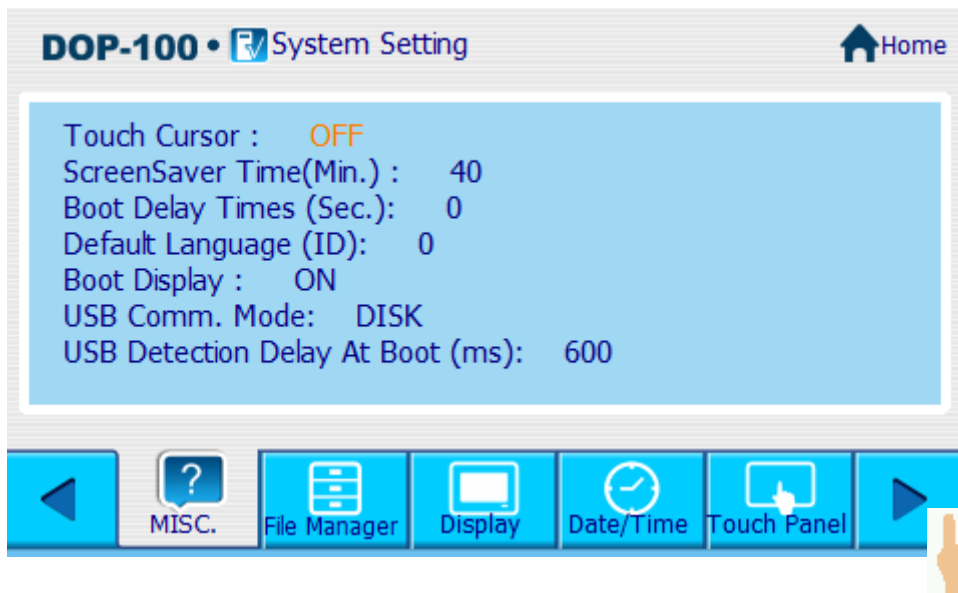 DOP-100 • System Setting
Home
Touch Cursor : OFF
ScreenSaver Time(Min.) : 40
Boot Delay Times (Sec.): 0
Default Language (ID): 0
Boot Display : ON
USB Comm. Mode: DISK
USB Detection Delay At Boot (ms): 600
?
MISC.
File Manager
Display
Date/Time
Touch Panel